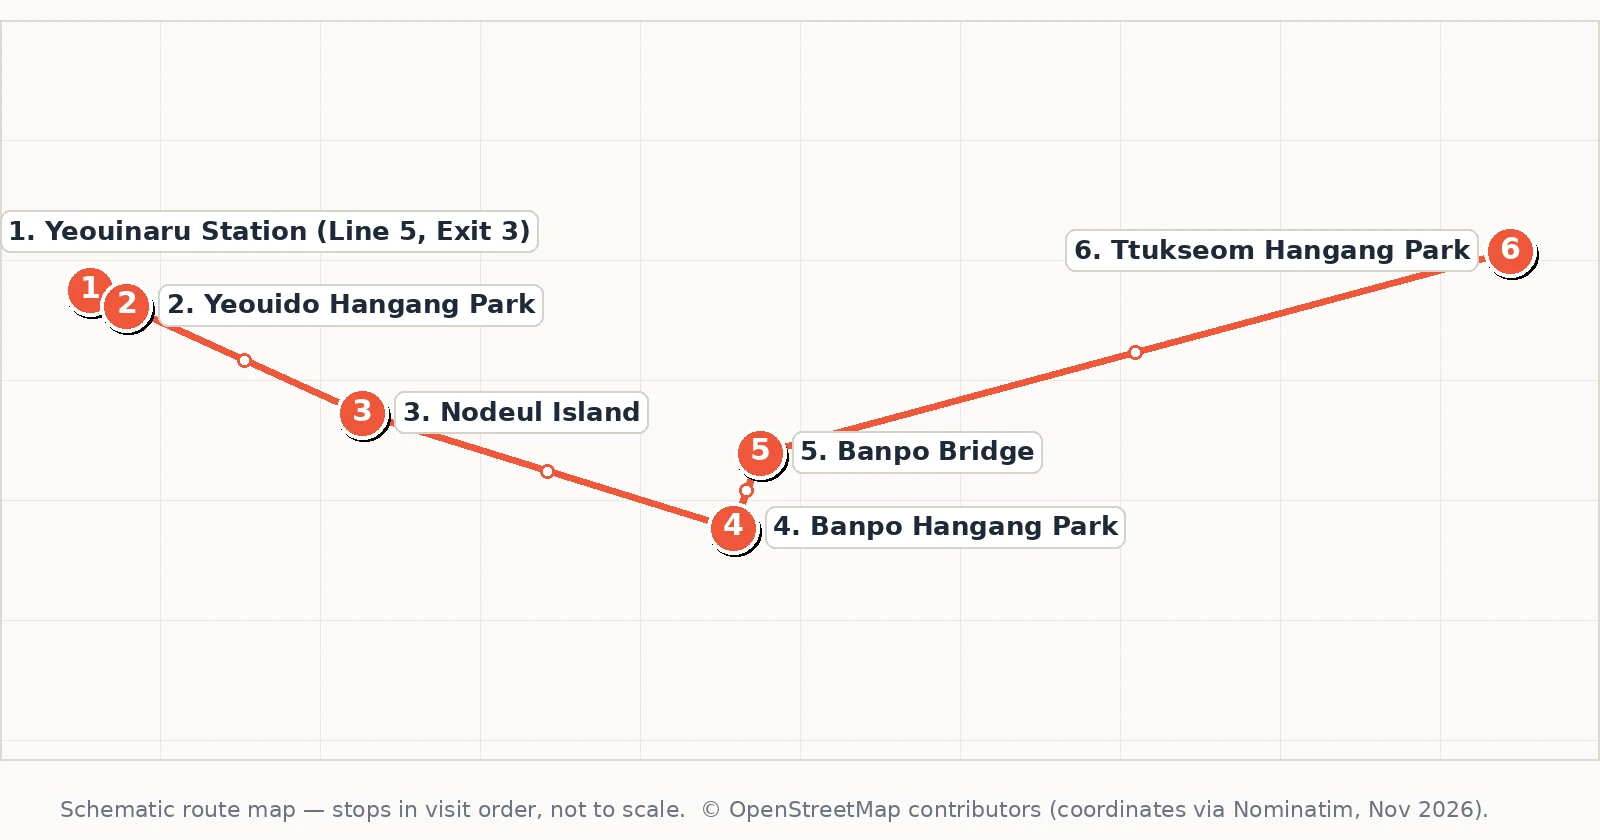 1. Yeouinaru Station (Line 5, Exit 3)
6. Ttukseom Hangang Park
6
1
2
2. Yeouido Hangang Park
3
3. Nodeul Island
5
5. Banpo Bridge
4
4. Banpo Hangang Park
Schematic route map — stops in visit order, not to scale. © OpenStreetMap contributors (coordinates via Nominatim, Nov 2026).